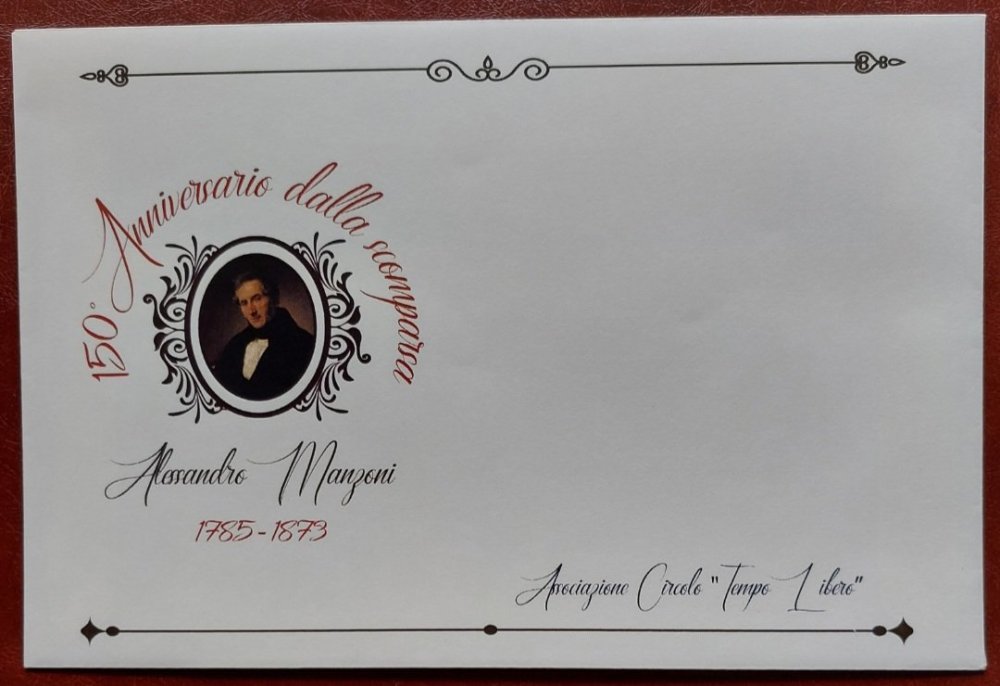 150° Anniversario dalla scomparsa
Alessandro Manzoni
1785-1873
Associazione Circolo "Tempo Libero"